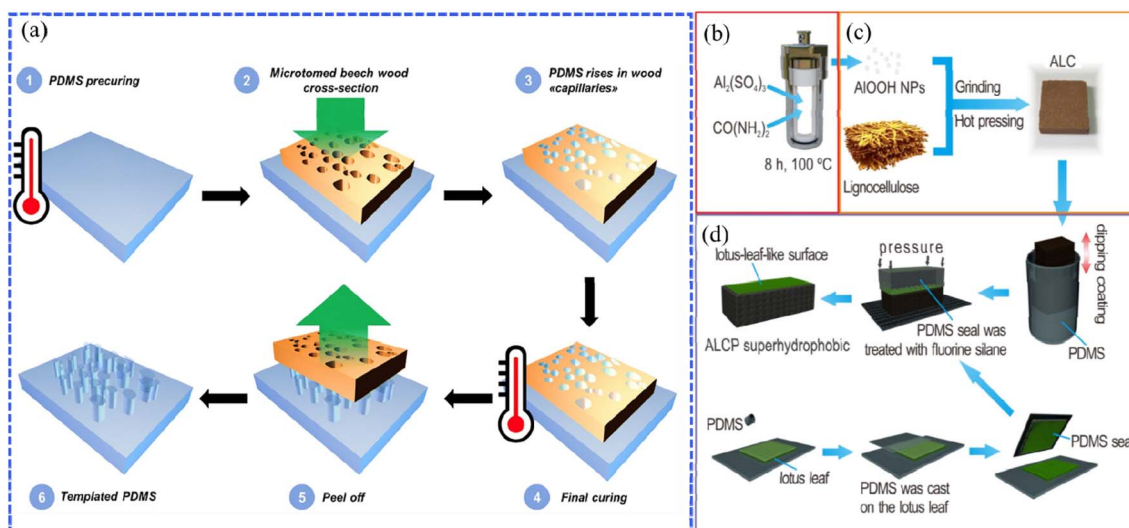 (a)
1 PDMS precuring
2 Microtomed beech wood
cross-section
3 PDMS rises in wood
«capillaries»
6 Templated PDMS
5 Peel off
4 Final curing
(b)
Al2(SO4)3
CO(NH2)2
8 h, 100 ºC
(c)
AlOOH NPs
Lignocellulose
Grinding
Hot pressing
ALC
(d)
lotus-leaf-like surface
ALCP superhydrophobic
pressure
PDMS seal was
treated with fluorine silane
dipping coating
PDMS
PDMS
lotus leaf
PDMS was cast
on the lotus leaf
PDMS seal